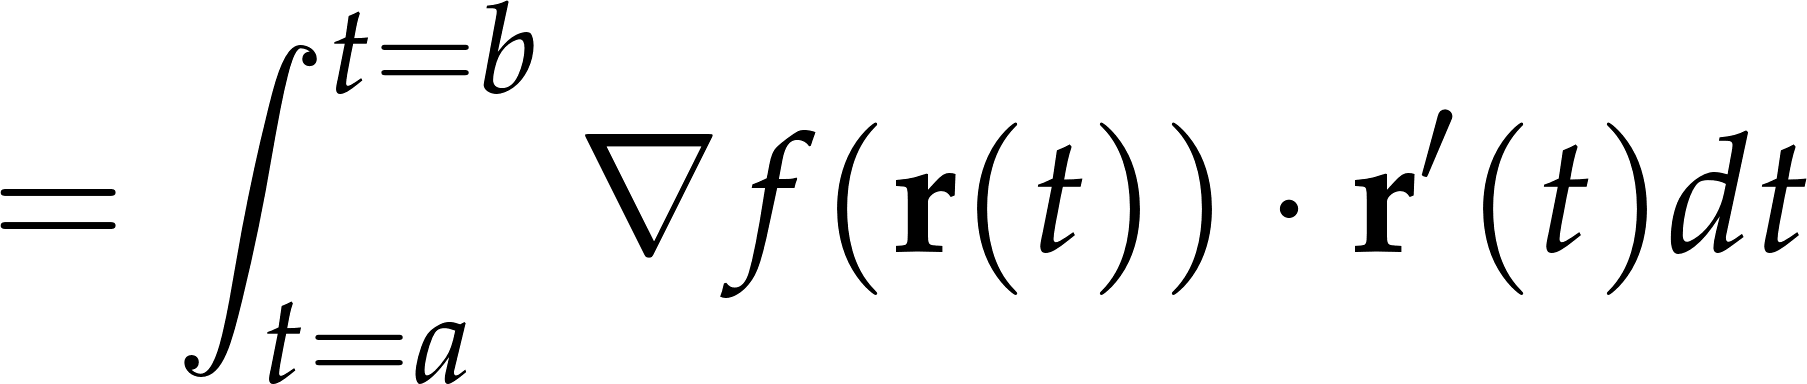 = ∫_{t=a}^{t=b} ∇f(𝐫(t)) · 𝐫′(t)dt